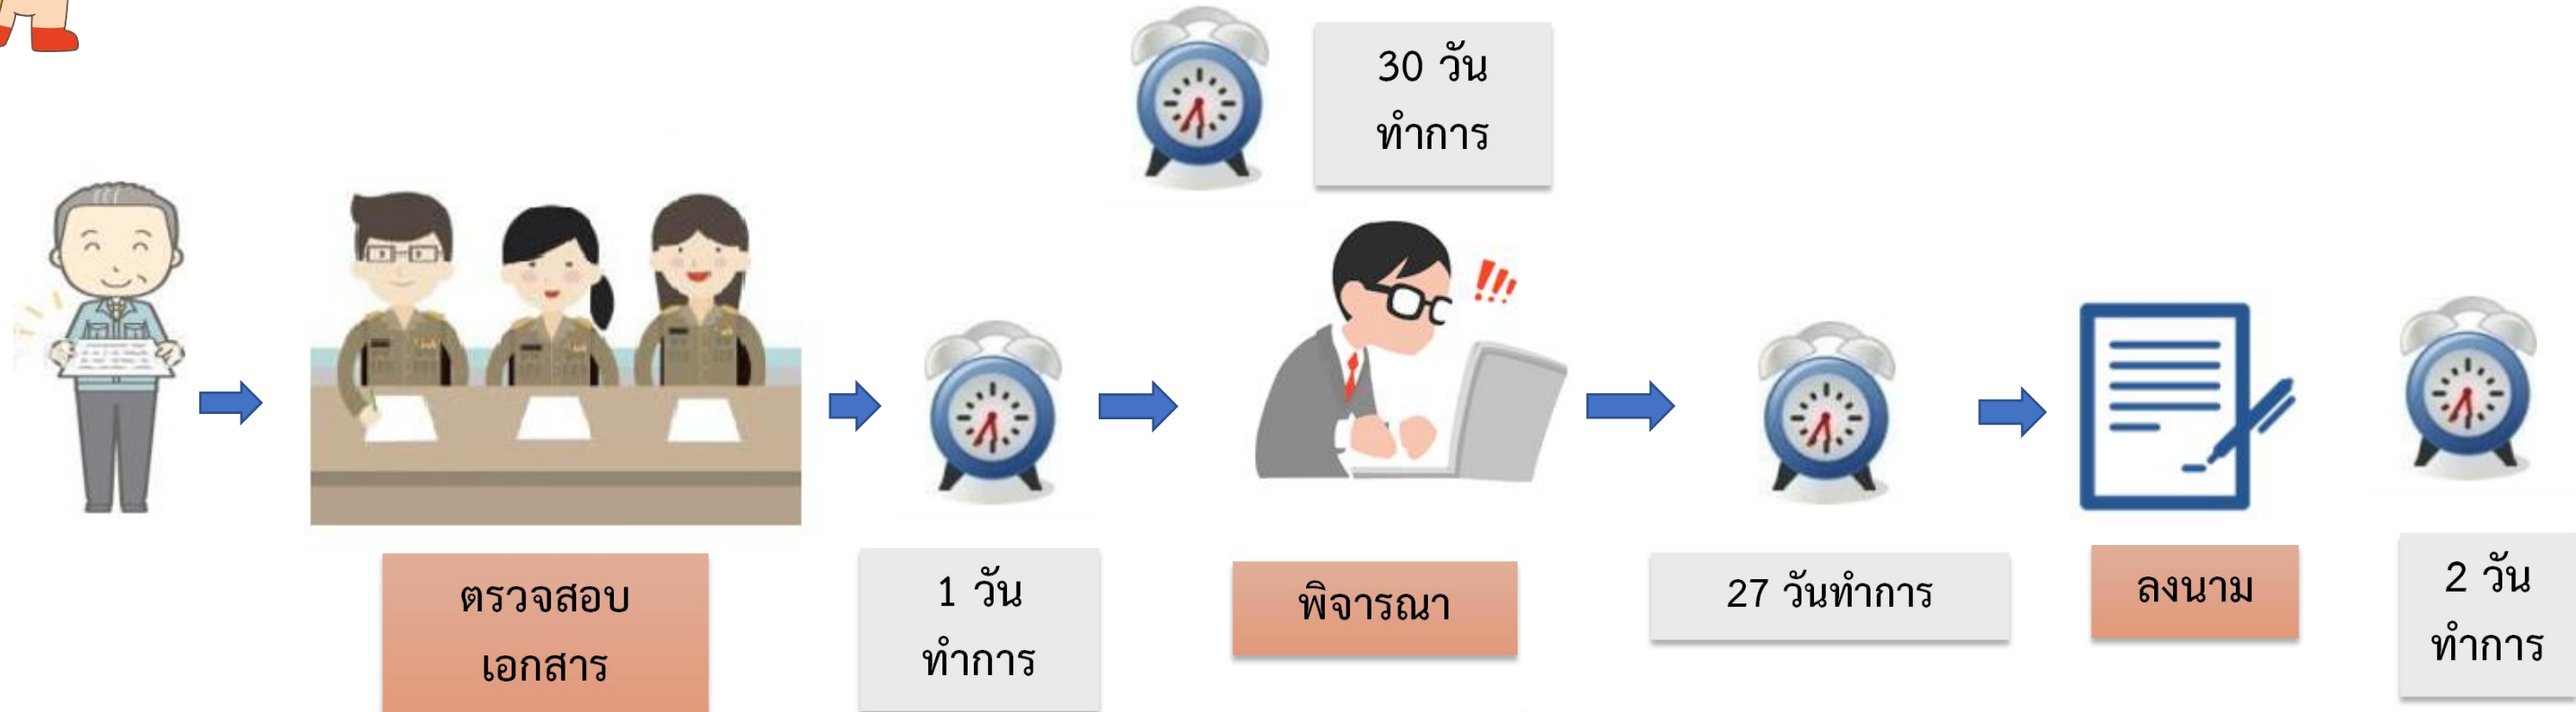 30 วัน
ทำการ
ตรวจสอบ
เอกสาร
1 วัน
ทำการ
พิจารณา
27 วันทำการ
ลงนาม
2 วัน
ทำการ